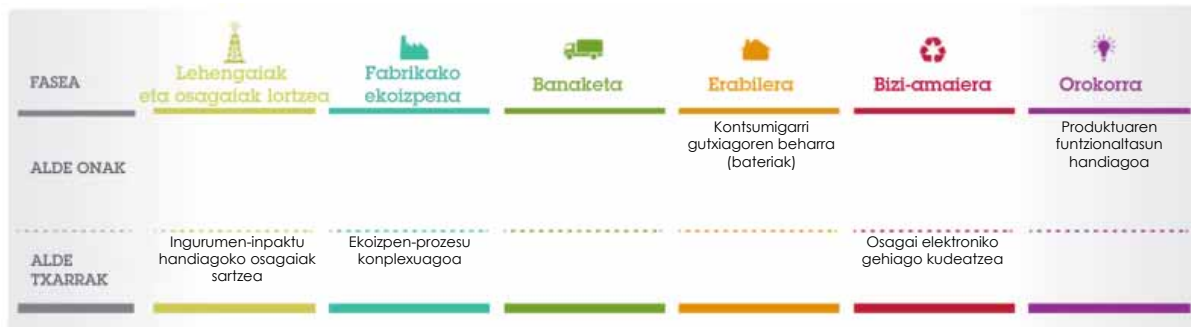 FASEA
Lehengaiak
eta osagaiak lortzea
Fabrikako
ekoizpena
Banaketa
Erabilera
Bizi-amaiera
Orokorra
ALDE ONAK
Kontsumigarri
gutxiagoren beharra
(bateriak)
Produktuaren
funtzionaltasun
handiagoa
ALDE
TXARRAK
Ingurumen-inpaktu
handiagoko osagaiak
sartzea
Ekoizpen-prozesu
konplexuagoa
Osagai elektroniko
gehiago kudeatzea